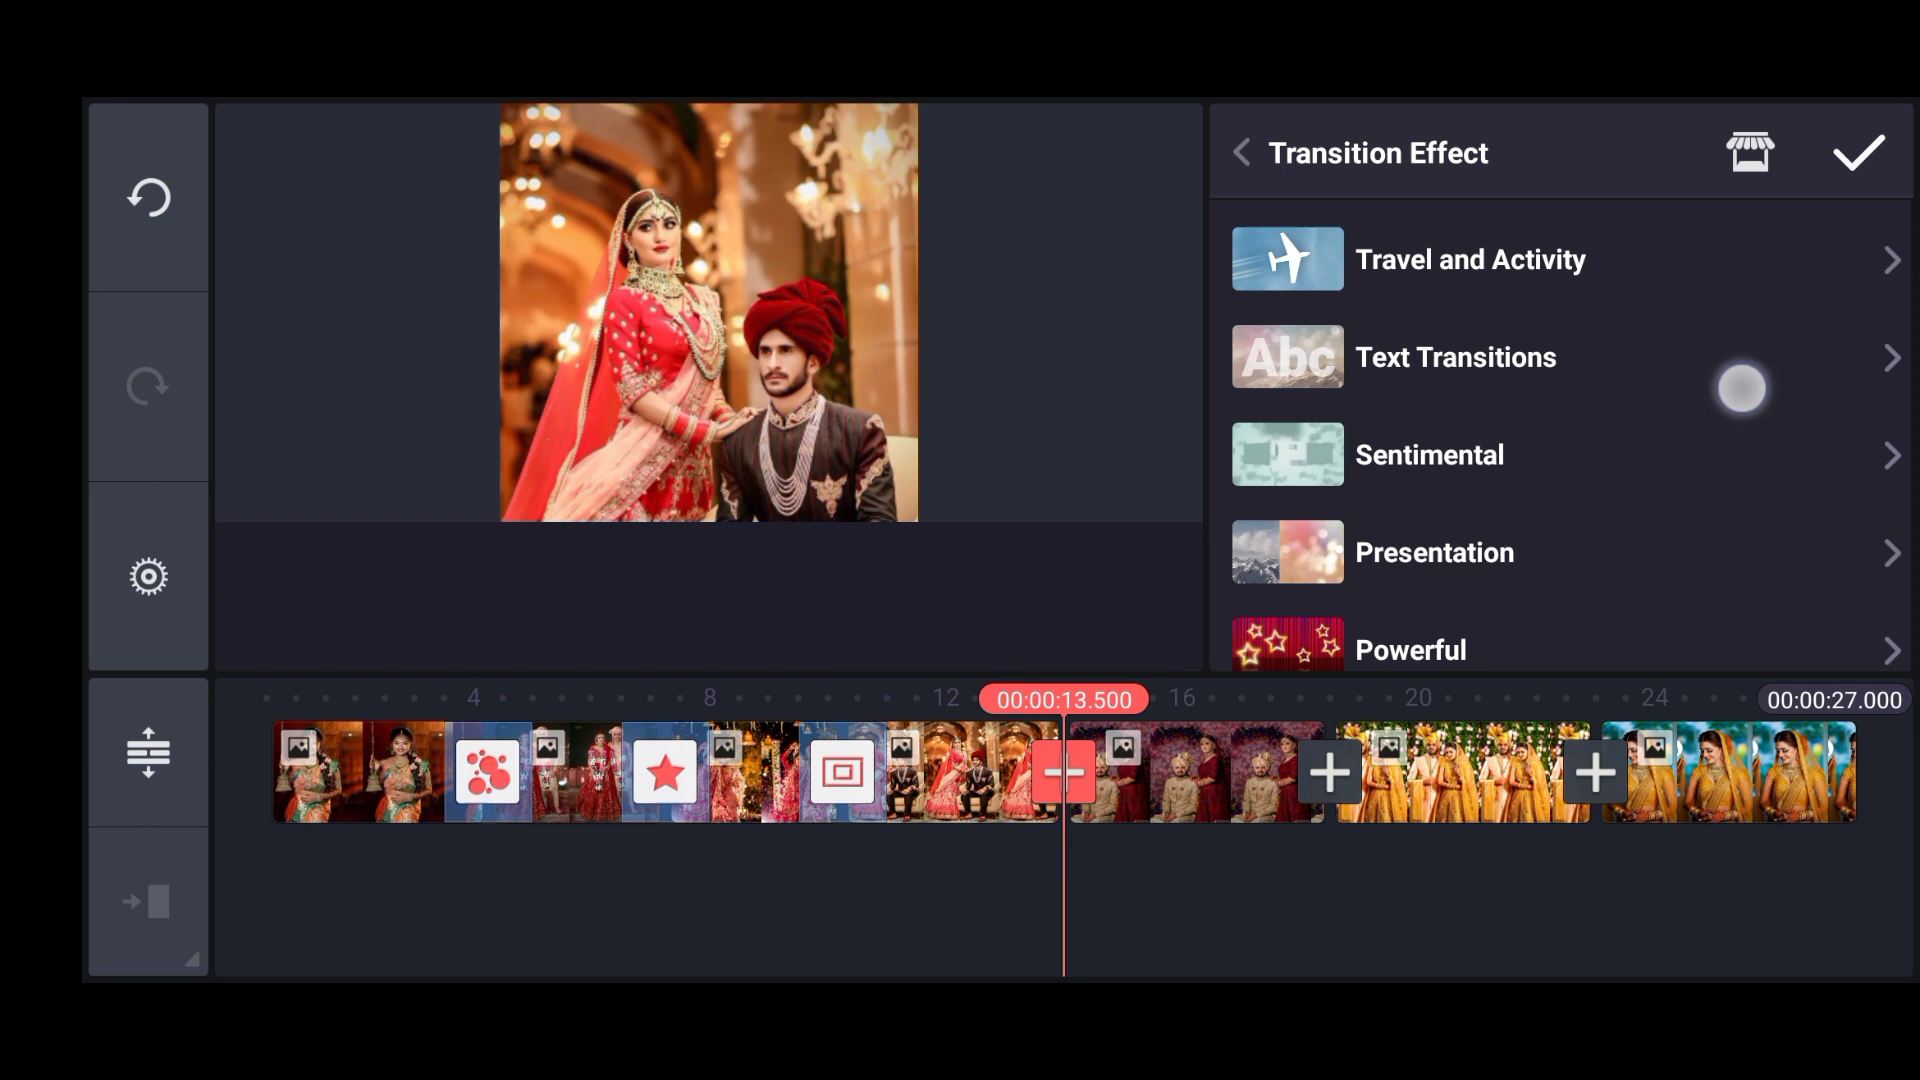 Transition Effect
Travel and Activity
Abc
Text Transitions
Sentimental
Presentation
Powerful
4 8 12 00:00:13.500 16 20 24 00:00:27.000